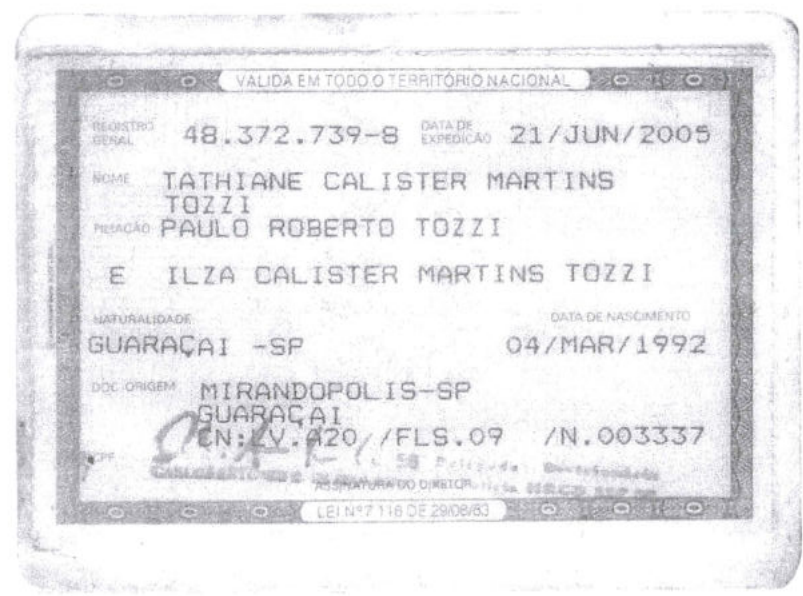 VÁLIDA EM TODO O TERRITÓRIO NACIONAL
REGISTRO GERAL 48.372.739-8 DATA DE EXPEDIÇÃO 21/JUN/2005
NOME TATHIANE CALISTER MARTINS
TOZZI
FILIAÇÃO PAULO ROBERTO TOZZI
E ILZA CALISTER MARTINS TOZZI
NATURALIDADE DATA DE NASCIMENTO
GUARAÇAI -SP 04/MAR/1992
DOC ORIGEM MIRANDOPOLIS-SP
GUARAÇAI
CN:LV.A20 /FLS.09 /N.003337
CPF
ASSINATURA DO DIRETOR
LEI Nº 7.116 DE 29/08/83